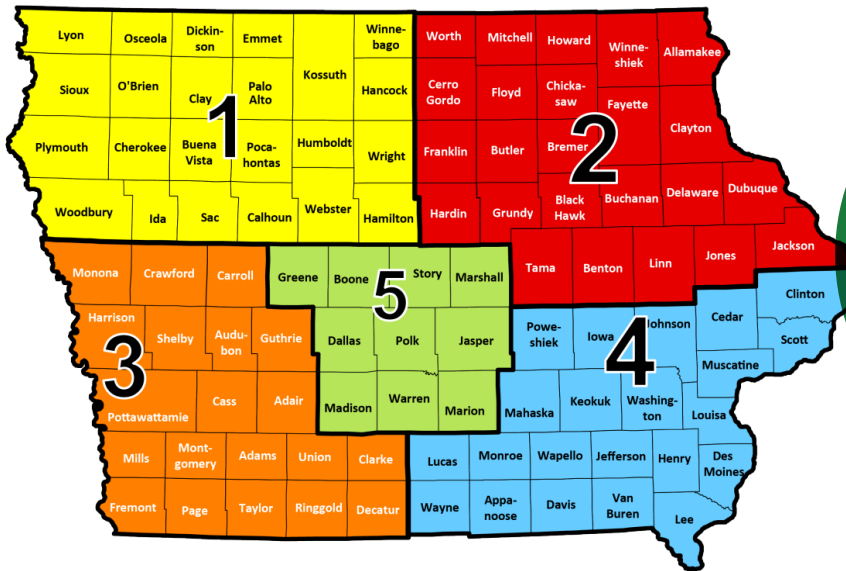 Lyon
Osceola
Dickin-
son
Emmet
Winne-
bago
Kossuth
Sioux
O'Brien
Clay
Palo
Alto
Hancock
1
Plymouth
Cherokee
Buena
Vista
Poca-
hontas
Humboldt
Wright
Woodbury
Ida
Sac
Calhoun
Webster
Hamilton
Worth
Mitchell
Howard
Winne-
shiek
Allamakee
Cerro
Gordo
Floyd
Chicka-
saw
Fayette
Clayton
2
Franklin
Butler
Bremer
Hardin
Grundy
Black
Hawk
Buchanan
Delaware
Dubuque
Tama
Benton
Linn
Jones
Jackson
Monona
Crawford
Carroll
Harrison
Shelby
Audu-
bon
Guthrie
3
Pottawattamie
Cass
Adair
Mills
Mont-
gomery
Adams
Union
Clarke
Fremont
Page
Taylor
Ringgold
Decatur
Greene
Boone
Story
Marshall
5
Dallas
Polk
Jasper
Madison
Warren
Marion
Clinton
Cedar
Scott
Powe-
shiek
Iowa
Johnson
4
Muscatine
Mahaska
Keokuk
Washing-
ton
Louisa
Lucas
Monroe
Wapello
Jefferson
Henry
Des
Moines
Wayne
Appa-
noose
Davis
Van
Buren
Lee